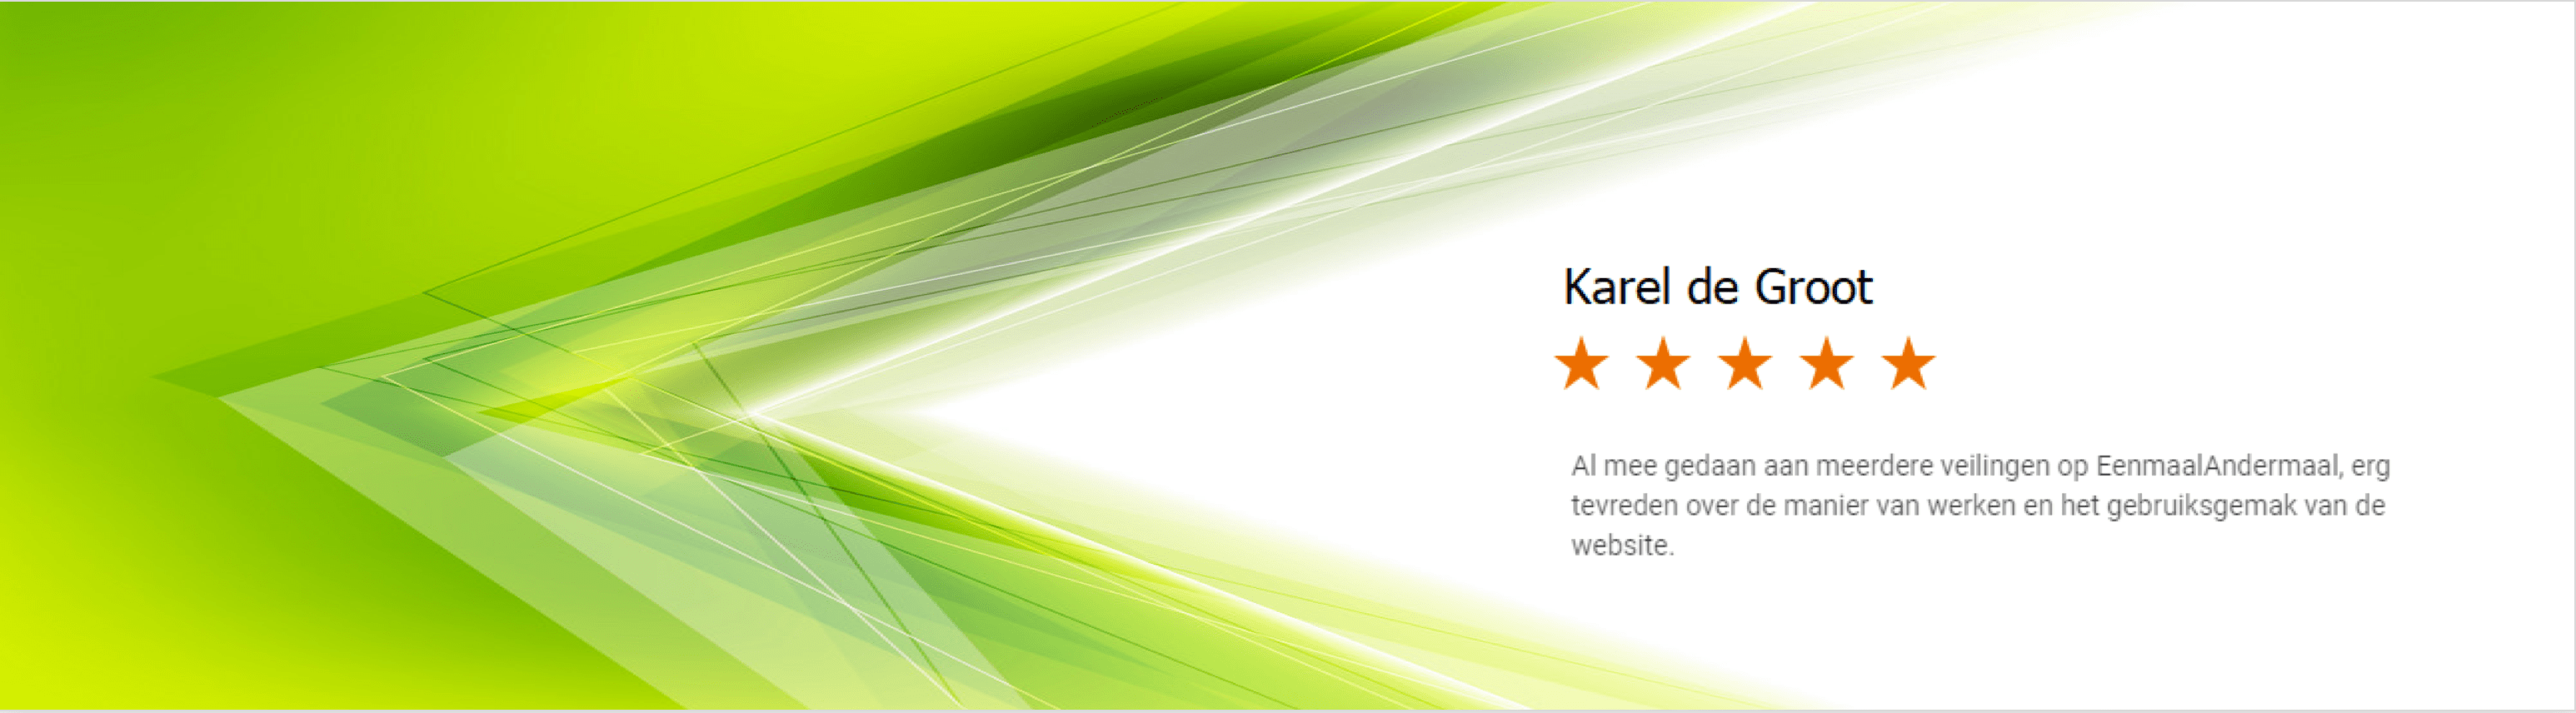 Karel de Groot
Al mee gedaan aan meerdere veilingen op EenmaalAndermaal, erg
tevreden over de manier van werken en het gebruiksgemak van de
website.